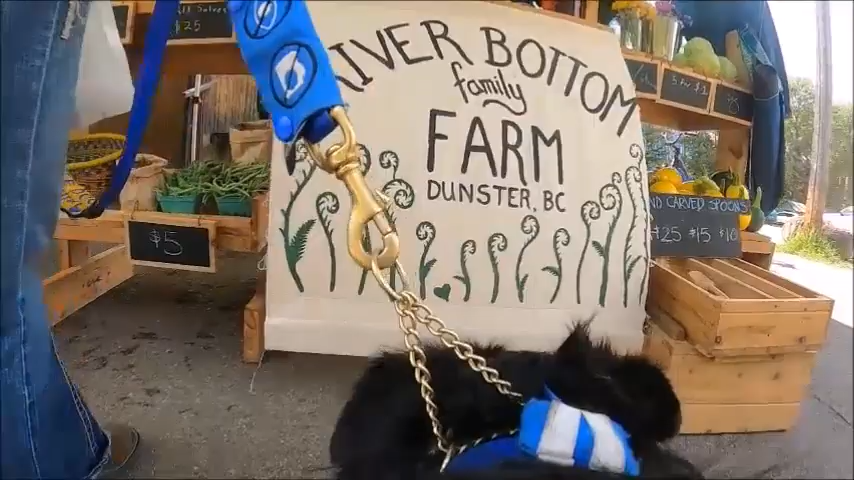 RIVER BOTTOM
family
FARM
DUNSTER, BC
$25
$5
CARVED SPOONS
$25 $15 $10